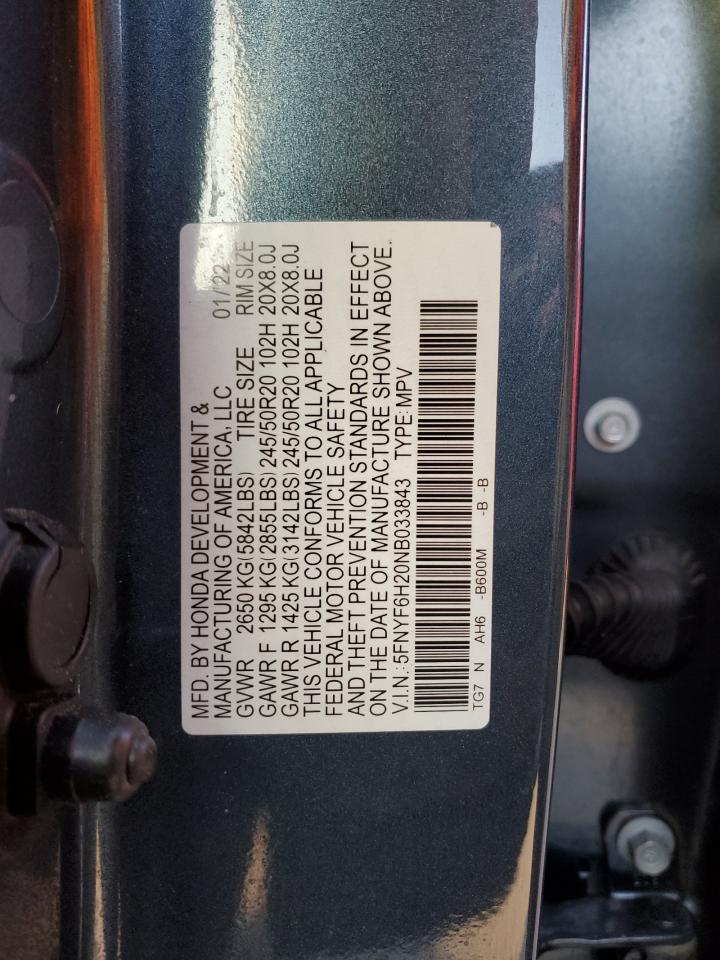 MFD. BY HONDA DEVELOPMENT &
MANUFACTURING OF AMERICA, LLC 01/22
GVWR 2650 KG(5842LBS) TIRE SIZE RIM SIZE
GAWR F 1295 KG(2855LBS) 245/50R20 102H 20X8.0J
GAWR R 1425 KG(3142LBS) 245/50R20 102H 20X8.0J
THIS VEHICLE CONFORMS TO ALL APPLICABLE
FEDERAL MOTOR VEHICLE SAFETY
AND THEFT PREVENTION STANDARDS IN EFFECT
ON THE DATE OF MANUFACTURE SHOWN ABOVE.
V.I.N.: 5FNYF6H20NB033843 TYPE: MPV
TG7 N AH6 -B600M -B -B